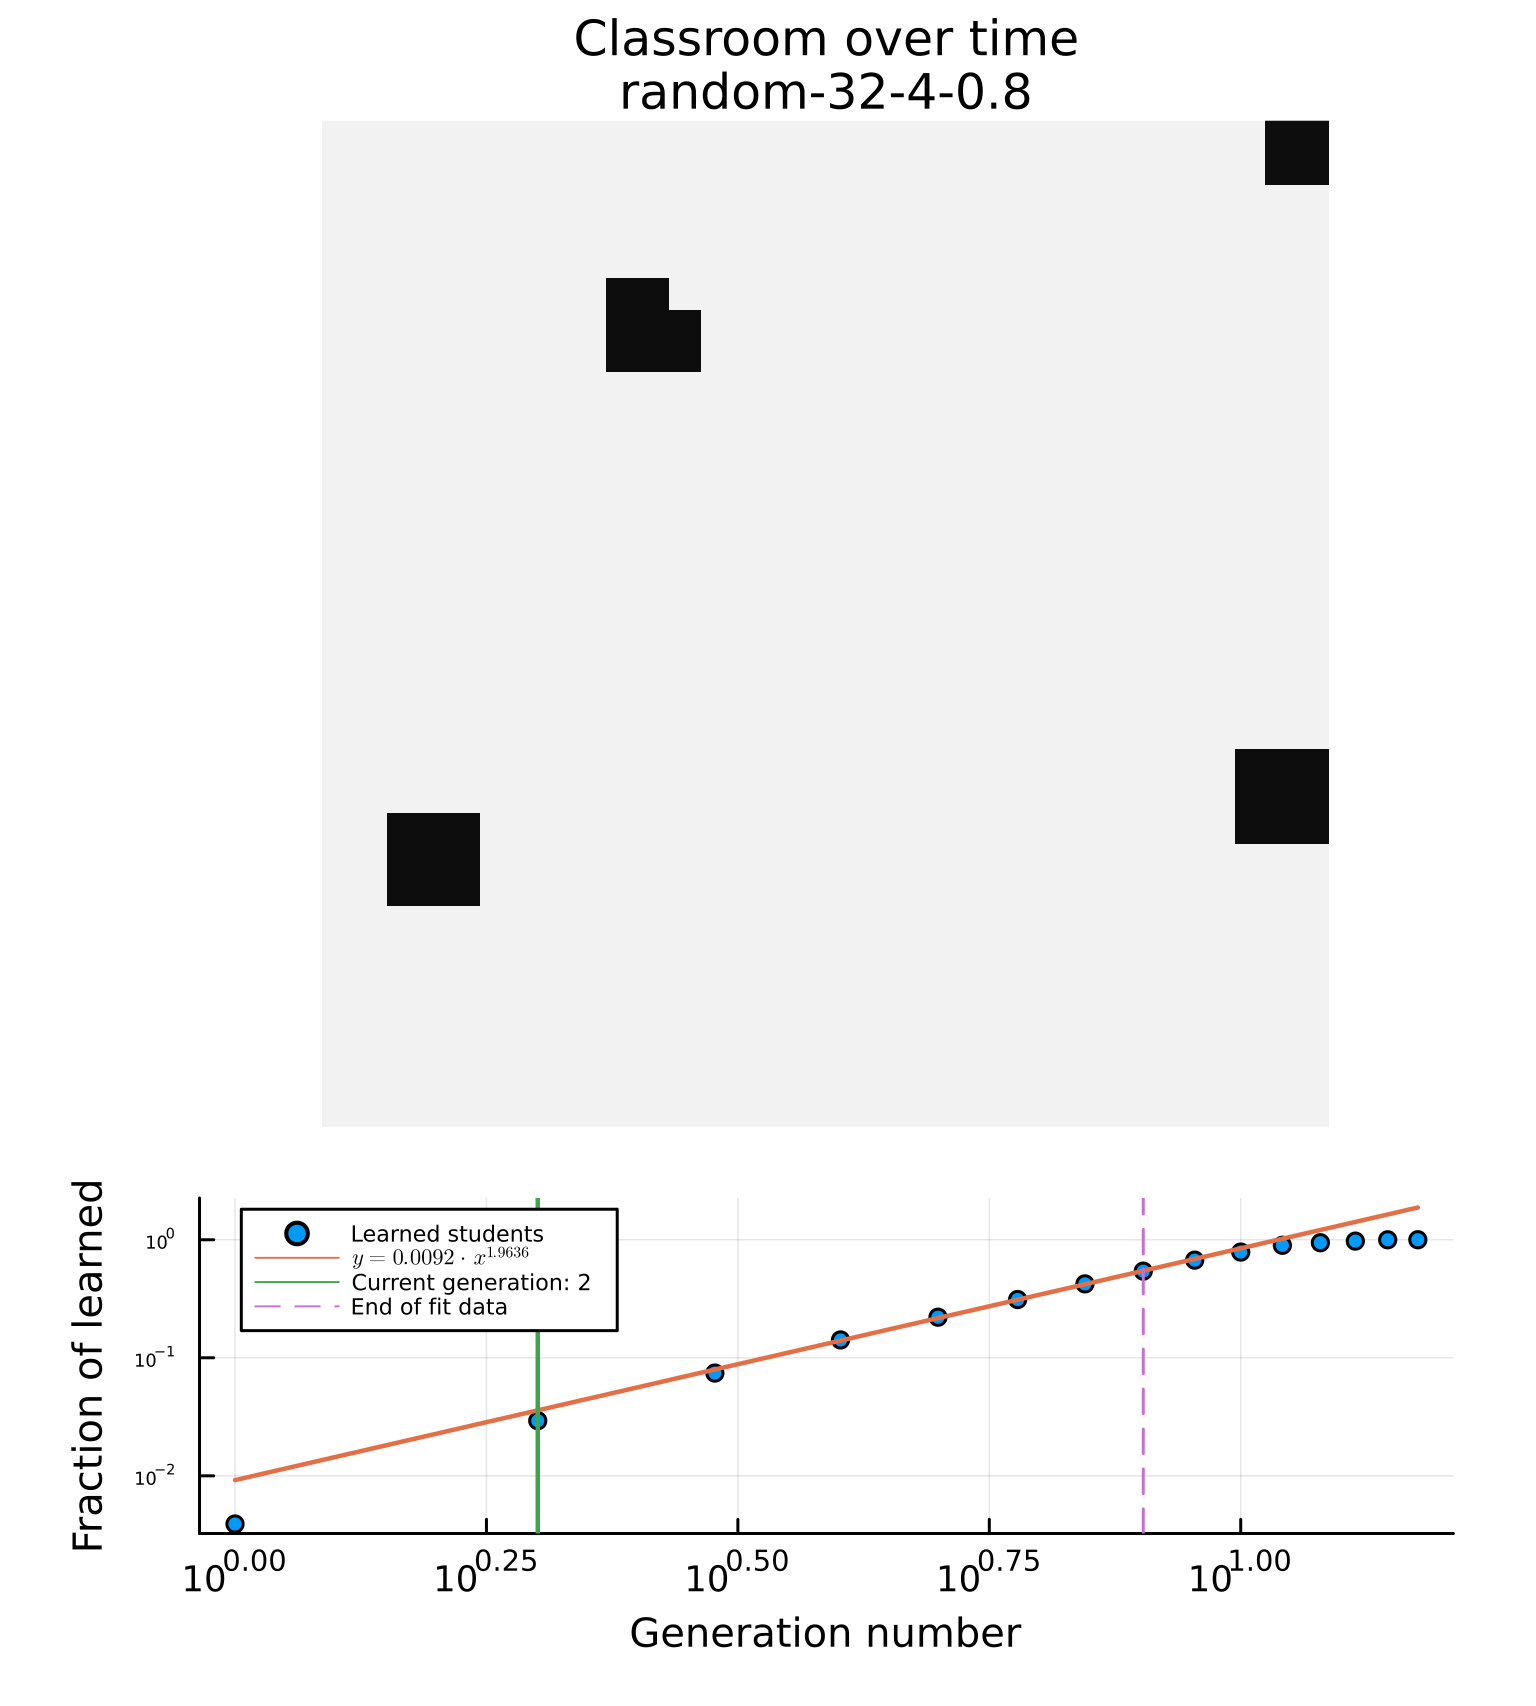 Classroom over time
random-32-4-0.8
Fraction of learned
10⁰
10⁻¹
10⁻²
Learned students
y = 0.0092 · x^1.9636
Current generation: 2
End of fit data
10^0.00 10^0.25 10^0.50 10^0.75 10^1.00
Generation number